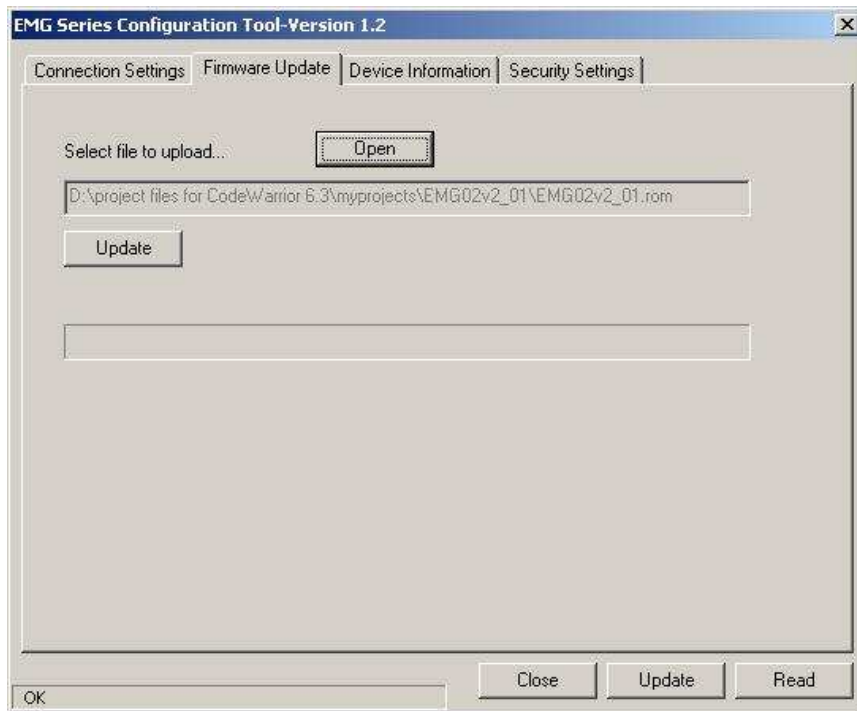 EMG Series Configuration Tool-Version 1.2
Connection Settings Firmware Update Device Information Security Settings
Select file to upload... Open
D:\project files for CodeWarrior 6.3\myprojects\EMG02v2_01\EMG02v2_01.rom
Update
Close Update Read
OK